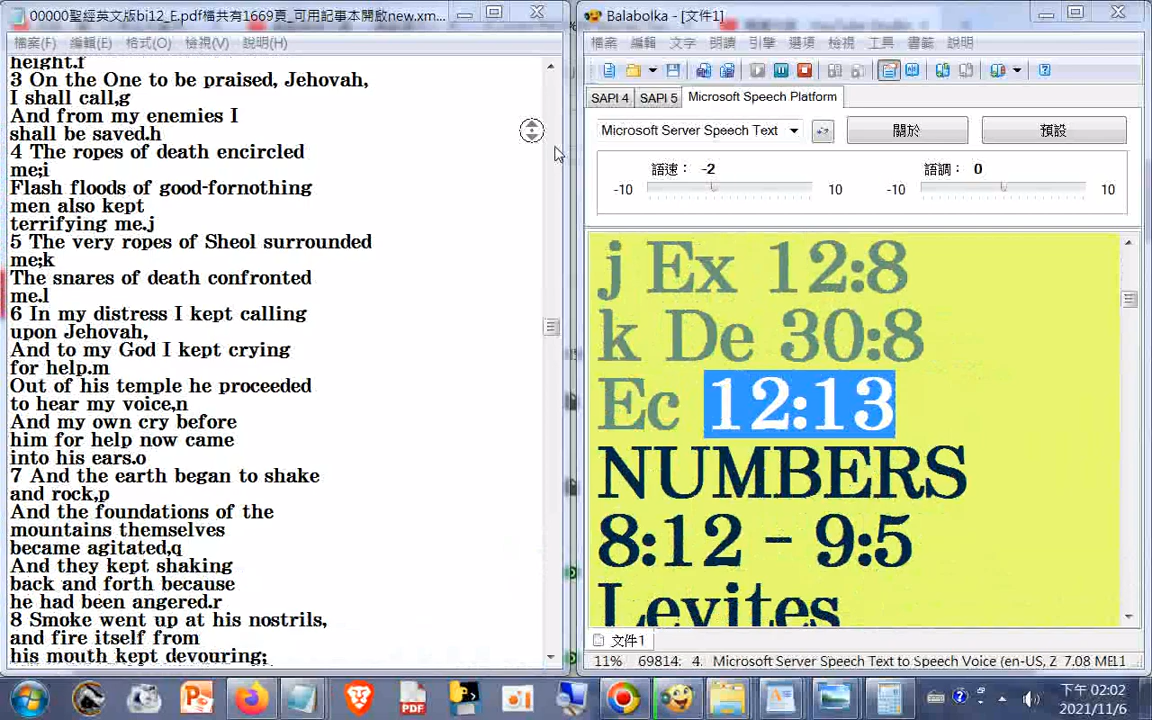 00000聖經英文版bi12_E.pdf檔共有1669頁_可用記事本開啟new.xm...
檔案(F) 編輯(E) 格式(O) 檢視(V) 說明(H)
height.f
3 On the One to be praised, Jehovah,
I shall call,g
And from my enemies I
shall be saved.h
4 The ropes of death encircled
me;i
Flash floods of good-fornothing
men also kept
terrifying me.j
5 The very ropes of Sheol surrounded
me;k
The snares of death confronted
me.l
6 In my distress I kept calling
upon Jehovah,
And to my God I kept crying
for help.m
Out of his temple he proceeded
to hear my voice,n
And my own cry before
him for help now came
into his ears.o
7 And the earth began to shake
and rock,p
And the foundations of the
mountains themselves
became agitated,q
And they kept shaking
back and forth because
he had been angered.r
8 Smoke went up at his nostrils,
and fire itself from
his mouth kept devouring;
Balabolka - [文件1]
檔案 編輯 文字 朗讀 引擎 選項 檢視 工具 書籤 說明
SAPI 4 SAPI 5 Microsoft Speech Platform
Microsoft Server Speech Text 關於 預設
語速： -2 語調： 0
-10 10 -10 10
j Ex 12:8
k De 30:8
Ec 12:13
NUMBERS
8:12 - 9:5
Levites
文件1
11% 69814: 4. Microsoft Server Speech Text to Speech Voice (en-US, Z 7.08 ME
PDF
下午 02:02
2021/11/6